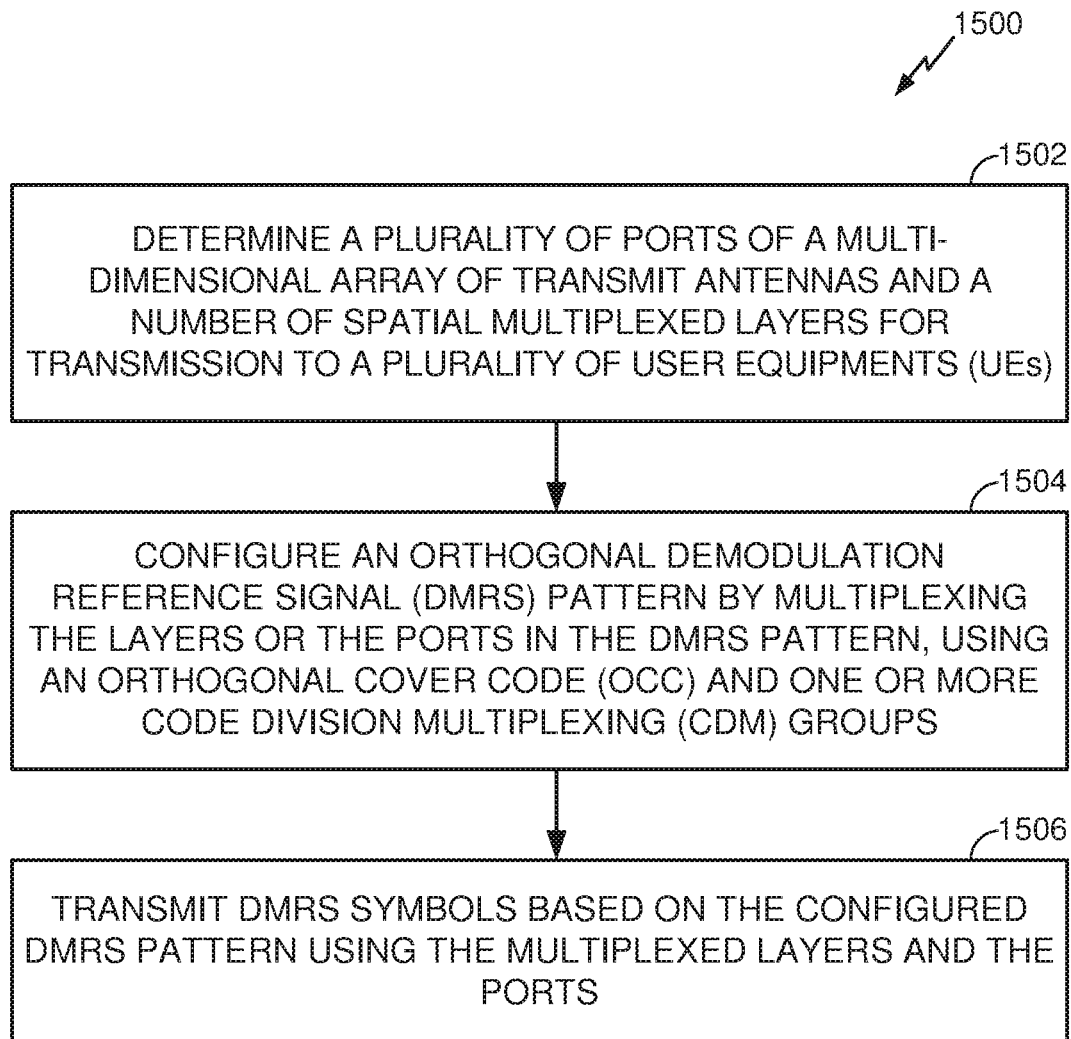 1500
1502
DETERMINE A PLURALITY OF PORTS OF A MULTI-
DIMENSIONAL ARRAY OF TRANSMIT ANTENNAS AND A
NUMBER OF SPATIAL MULTIPLEXED LAYERS FOR
TRANSMISSION TO A PLURALITY OF USER EQUIPMENTS (UEs)
1504
CONFIGURE AN ORTHOGONAL DEMODULATION
REFERENCE SIGNAL (DMRS) PATTERN BY MULTIPLEXING
THE LAYERS OR THE PORTS IN THE DMRS PATTERN, USING
AN ORTHOGONAL COVER CODE (OCC) AND ONE OR MORE
CODE DIVISION MULTIPLEXING (CDM) GROUPS
1506
TRANSMIT DMRS SYMBOLS BASED ON THE CONFIGURED
DMRS PATTERN USING THE MULTIPLEXED LAYERS AND THE
PORTS